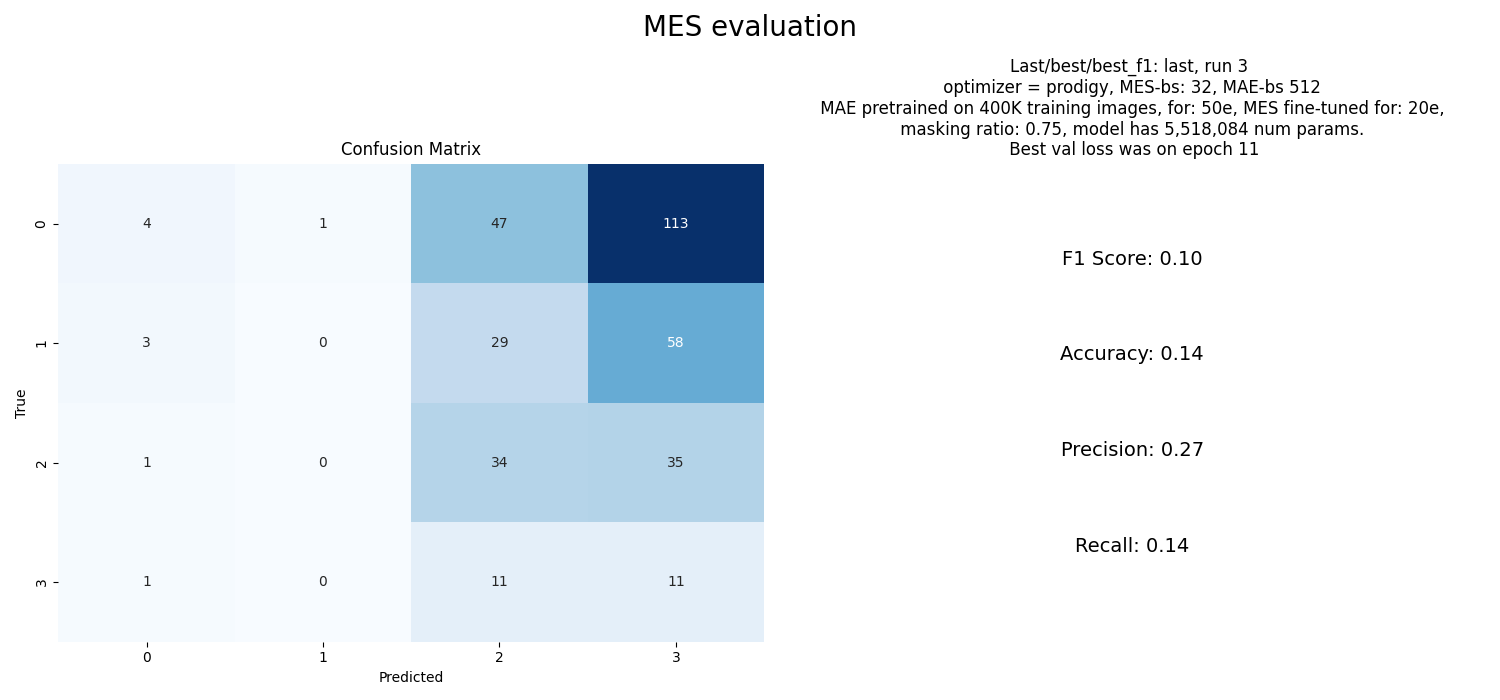 MES evaluation
Last/best/best_f1: last, run 3
optimizer = prodigy, MES-bs: 32, MAE-bs 512
MAE pretrained on 400K training images, for: 50e, MES fine-tuned for: 20e,
masking ratio: 0.75, model has 5,518,084 num params.
Best val loss was on epoch 11
Confusion Matrix
True
0
4 1 47 113
1
3 0 29 58
2
1 0 34 35
3
1 0 11 11
0 1 2 3
Predicted
F1 Score: 0.10
Accuracy: 0.14
Precision: 0.27
Recall: 0.14